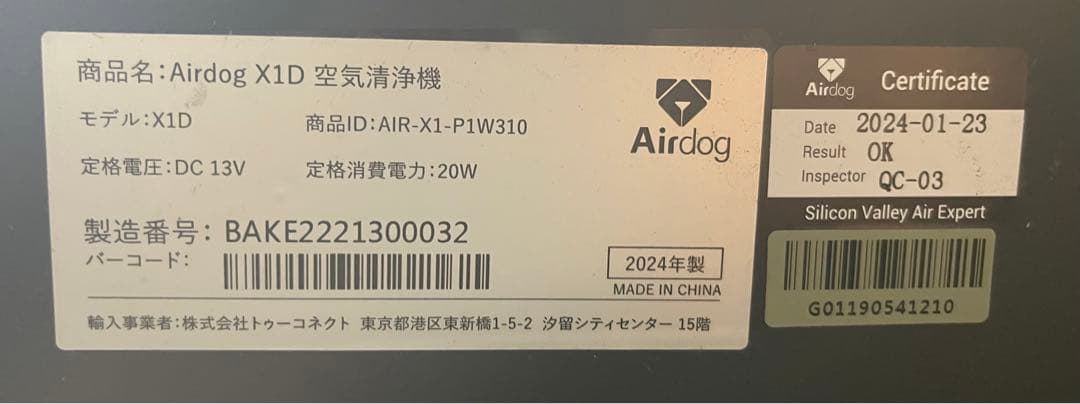 商品名:Airdog X1D 空気清浄機
モデル:X1D 商品ID:AIR-X1-P1W310
定格電圧:DC 13V 定格消費電力:20W
Airdog
製造番号: BAKE2221300032
バーコード:
2024年製
MADE IN CHINA
輸入事業者:株式会社トゥーコネクト 東京都港区東新橋1-5-2 汐留シティセンター 15階
Airdog Certificate
Date 2024-01-23
Result OK
Inspector QC-03
Silicon Valley Air Expert
G01190541210